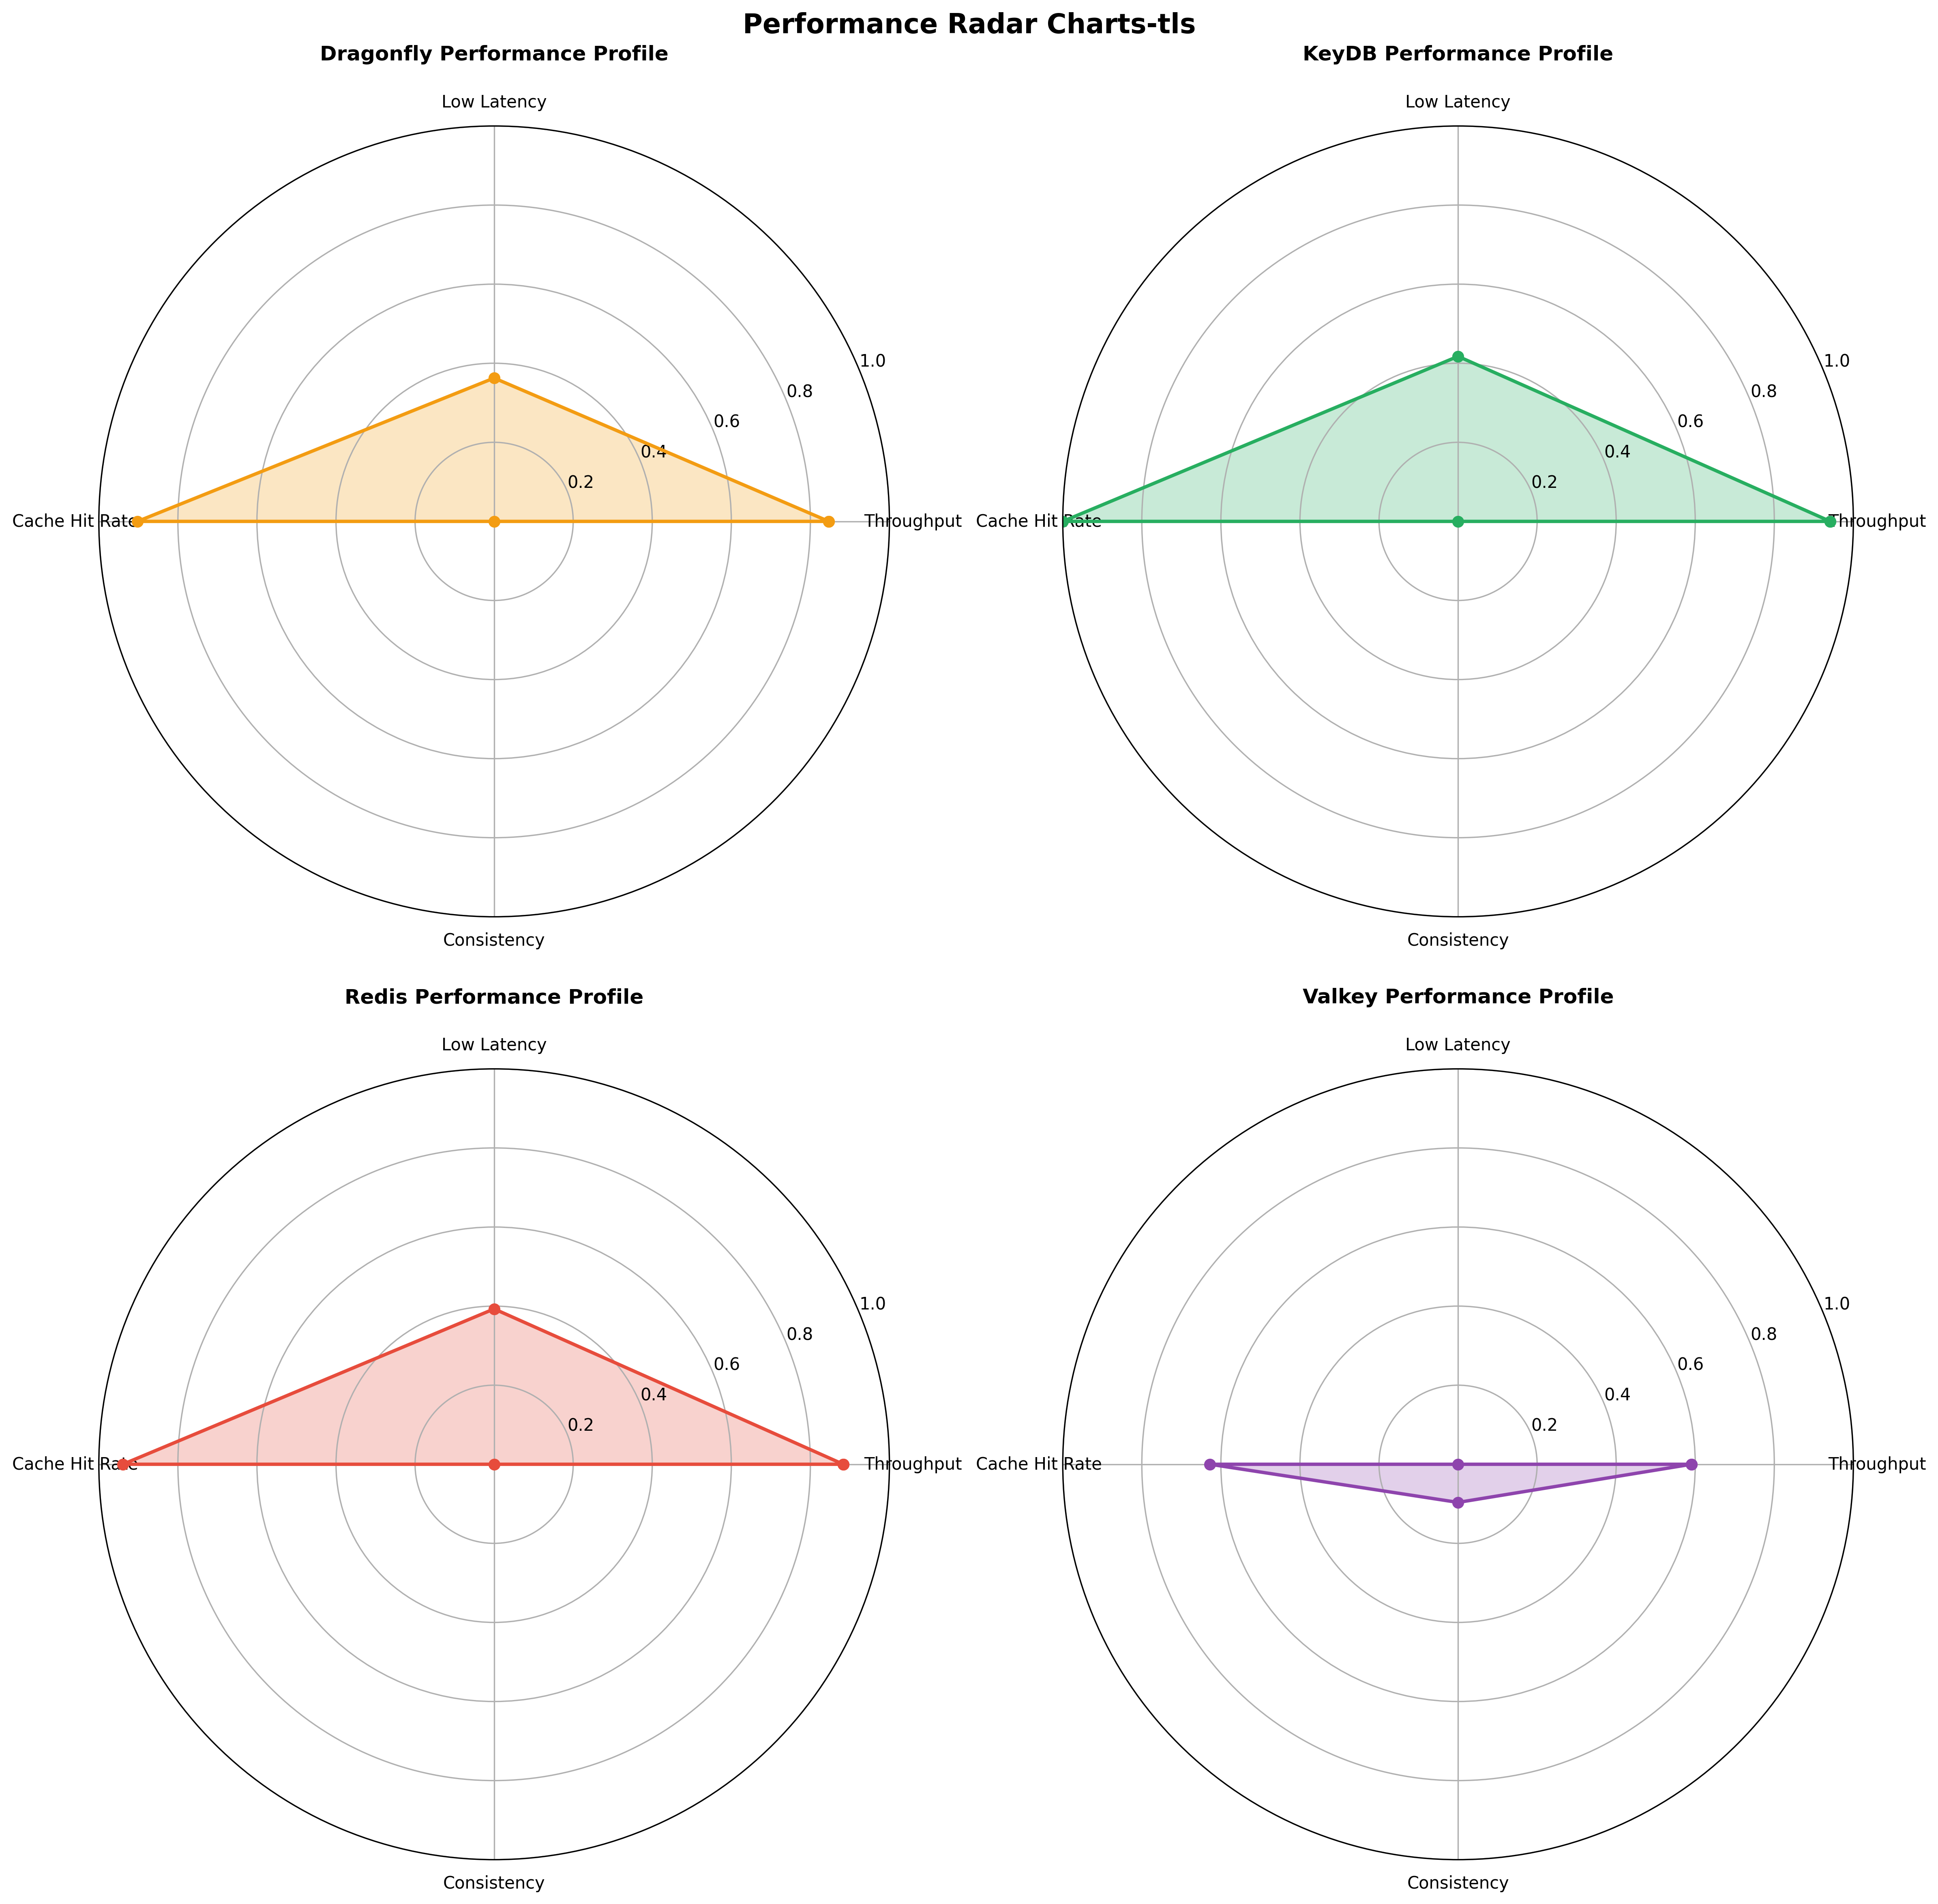 Performance Radar Charts-tls
Dragonfly Performance Profile
Low Latency
1.0
0.8
0.6
0.4
0.2
Cache Hit Rate
Throughput
Consistency
KeyDB Performance Profile
Low Latency
1.0
0.8
0.6
0.4
0.2
Cache Hit Rate
Throughput
Consistency
Redis Performance Profile
Low Latency
1.0
0.8
0.6
0.4
0.2
Cache Hit Rate
Throughput
Consistency
Valkey Performance Profile
Low Latency
1.0
0.8
0.6
0.4
0.2
Cache Hit Rate
Throughput
Consistency